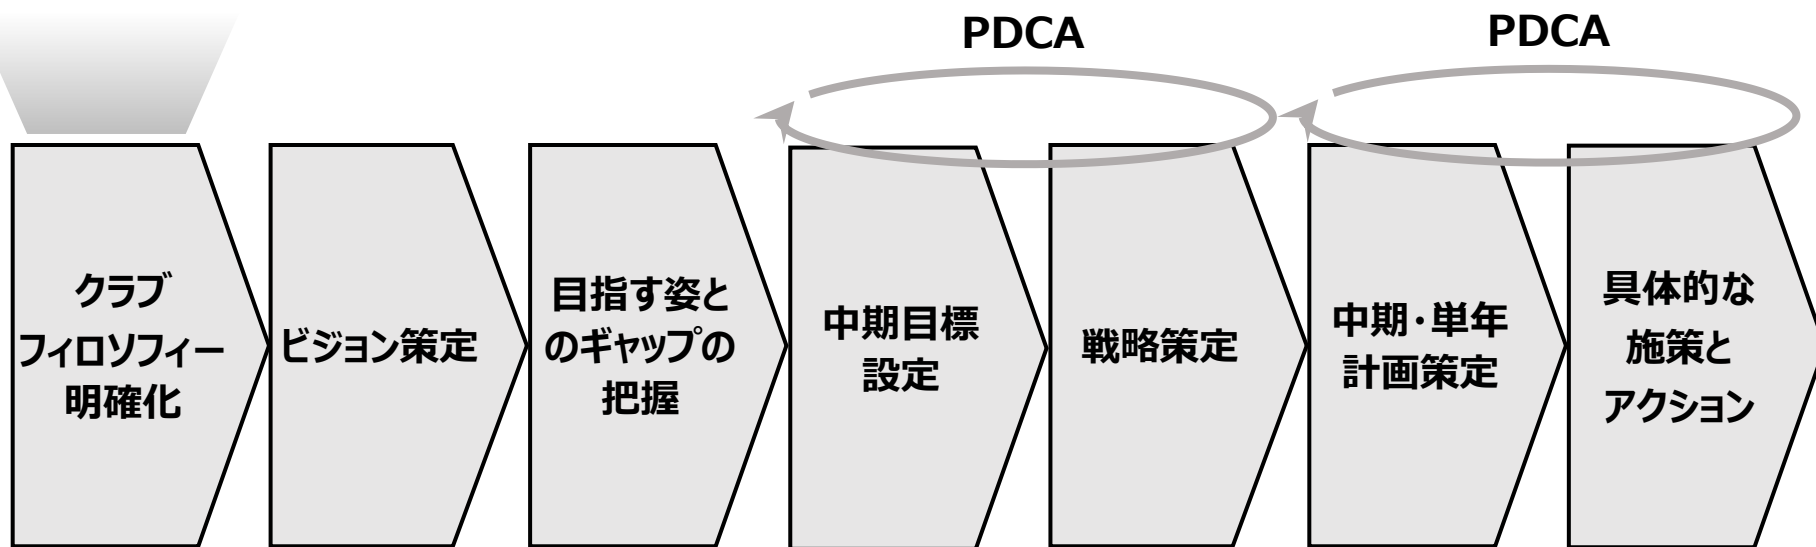 PDCA
PDCA
クラブ
フィロソフィー
明確化
ビジョン策定
目指す姿と
のギャップの
把握
中期目標
設定
戦略策定
中期・単年
計画策定
具体的な
施策と
アクション